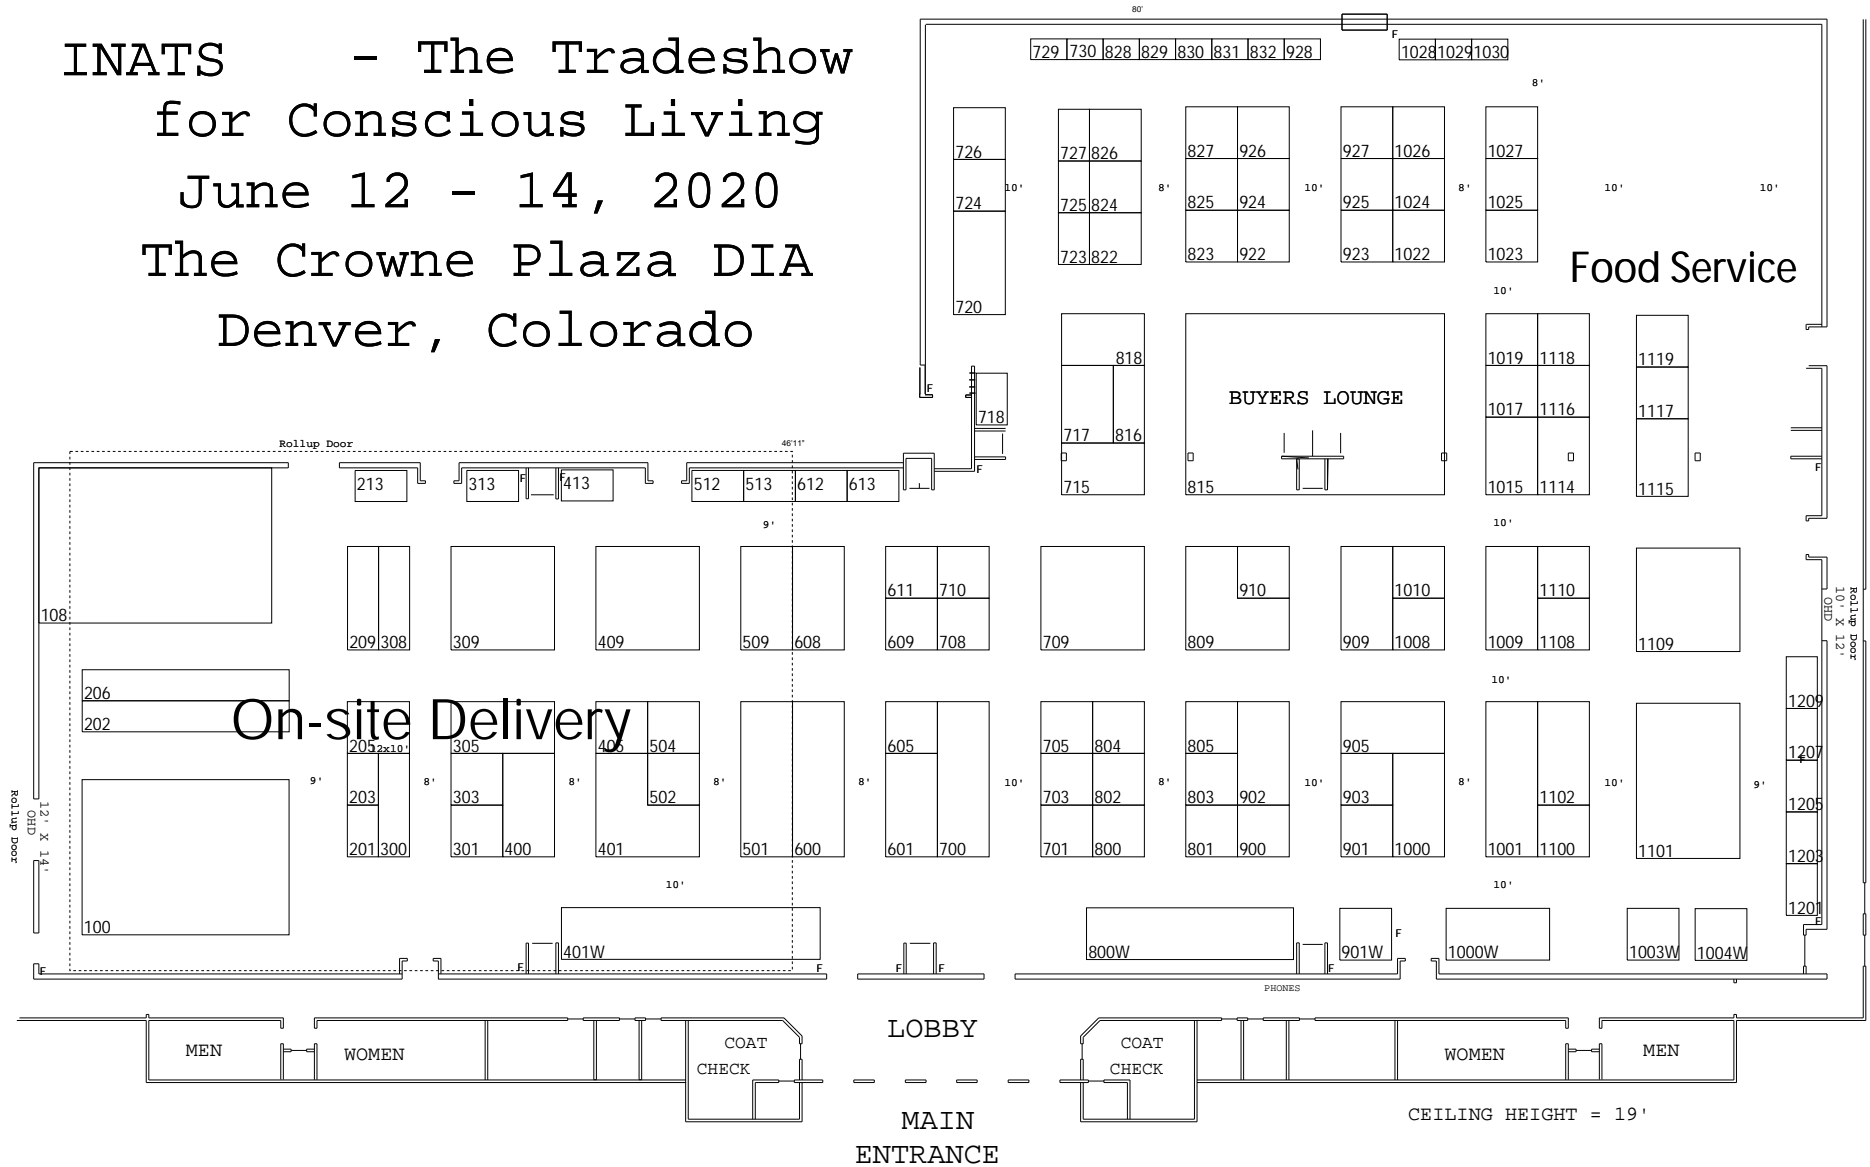 80'
INATS - The Tradeshow
for Conscious Living
June 12 - 14, 2020
The Crowne Plaza DIA
Denver, Colorado
F
729 730 828 829 830 831 832 928 1028 1029 1030
8'
726 727 826 827 926 927 1026 1027
10' 8' 10' 8' 10' 10'
724 725 824 825 924 925 1024 1025
723 822 823 922 923 1022 1023
Food Service
10'
720
818 1019 1118 1119
F
BUYERS LOUNGE
718 1017 1116 1117
717 816
Rollup Door 46'11"
F F
213 313 F F 413 512 513 612 613 715 815 1015 1114 1115
9' 10'
611 710 910 1010 1110
Rollup Door
10' X 12'
OHD
108
209 308 309 409 509 608 609 708 709 809 909 1008 1009 1108 1109
10'
206
202
On-site Delivery
1209
205 12x10' 305 406 504 605 705 804 805 905 1207
F
9' 8' 8' 8' 8' 10' 8' 10' 8' 10' 9'
203 303 502 703 802 803 902 903 1102 1205
Rollup Door
12' X 14'
OHD
201 300 301 400 401 501 600 601 700 701 800 801 900 901 1000 1001 1100 1101 1203
10' 10'
1201
F
100
F
401W 800W 901W 1000W 1003W 1004W
F F F F F F
PHONES
LOBBY
MEN WOMEN COAT
CHECK COAT
CHECK WOMEN MEN
MAIN
ENTRANCE
CEILING HEIGHT = 19'